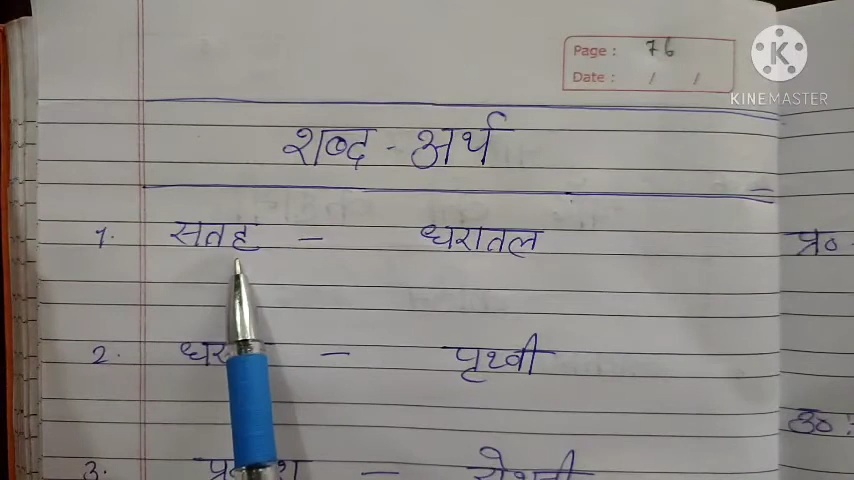 Page : 76
Date : / /
KINEMASTER
शब्द - अर्थ
1. सतह - धरातल
प्र०
2. - पृथ्वी
उ० :
3. -